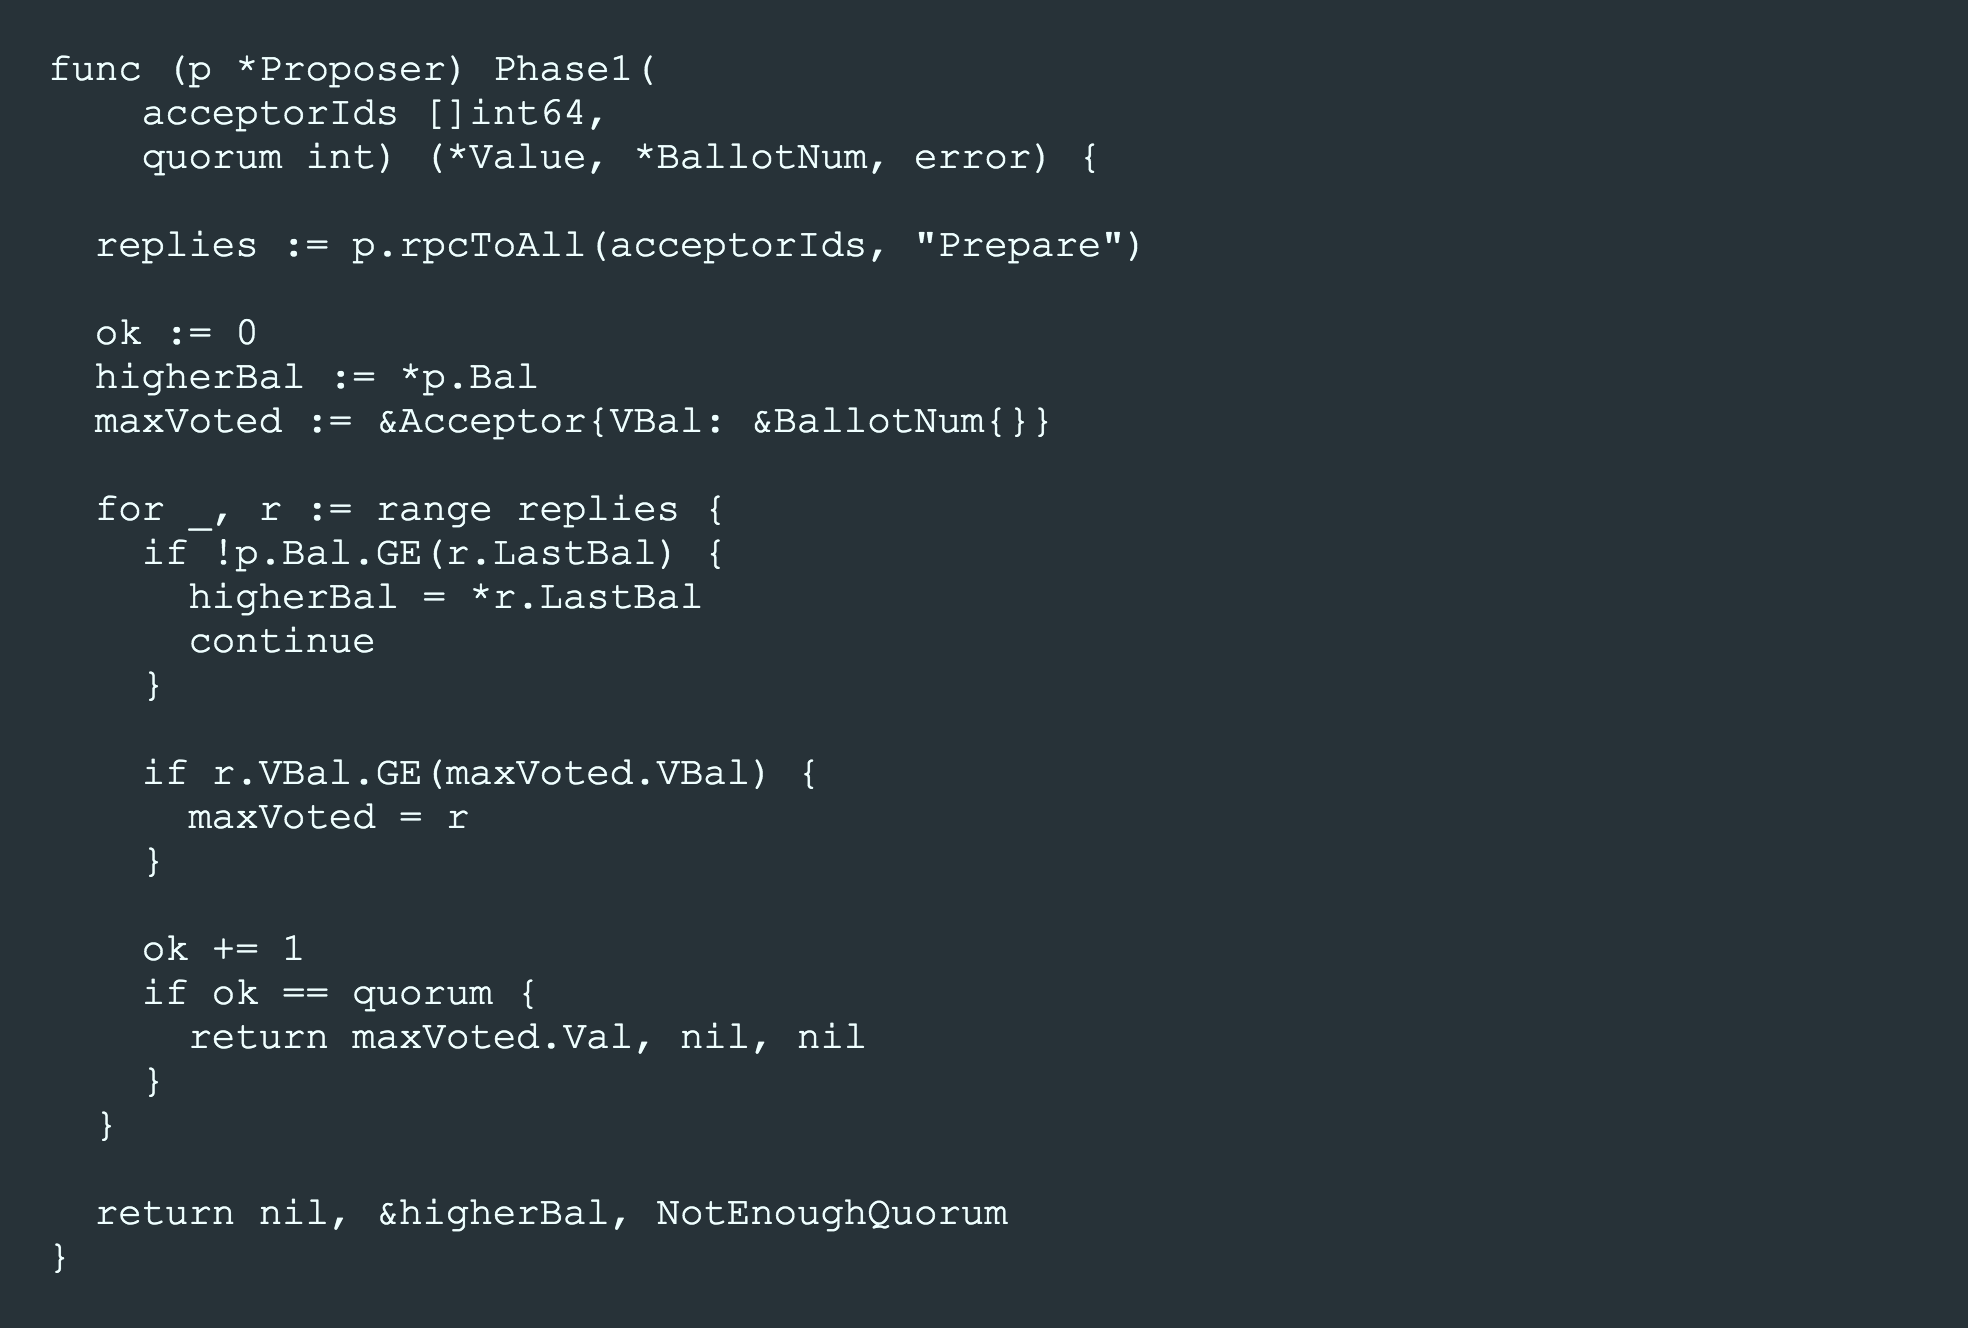 func (p *Proposer) Phase1(
    acceptorIds []int64,
    quorum int) (*Value, *BallotNum, error) {

  replies := p.rpcToAll(acceptorIds, "Prepare")

  ok := 0
  higherBal := *p.Bal
  maxVoted := &Acceptor{VBal: &BallotNum{}}

  for _, r := range replies {
    if !p.Bal.GE(r.LastBal) {
      higherBal = *r.LastBal
      continue
    }

    if r.VBal.GE(maxVoted.VBal) {
      maxVoted = r
    }

    ok += 1
    if ok == quorum {
      return maxVoted.Val, nil, nil
    }
  }

  return nil, &higherBal, NotEnoughQuorum
}